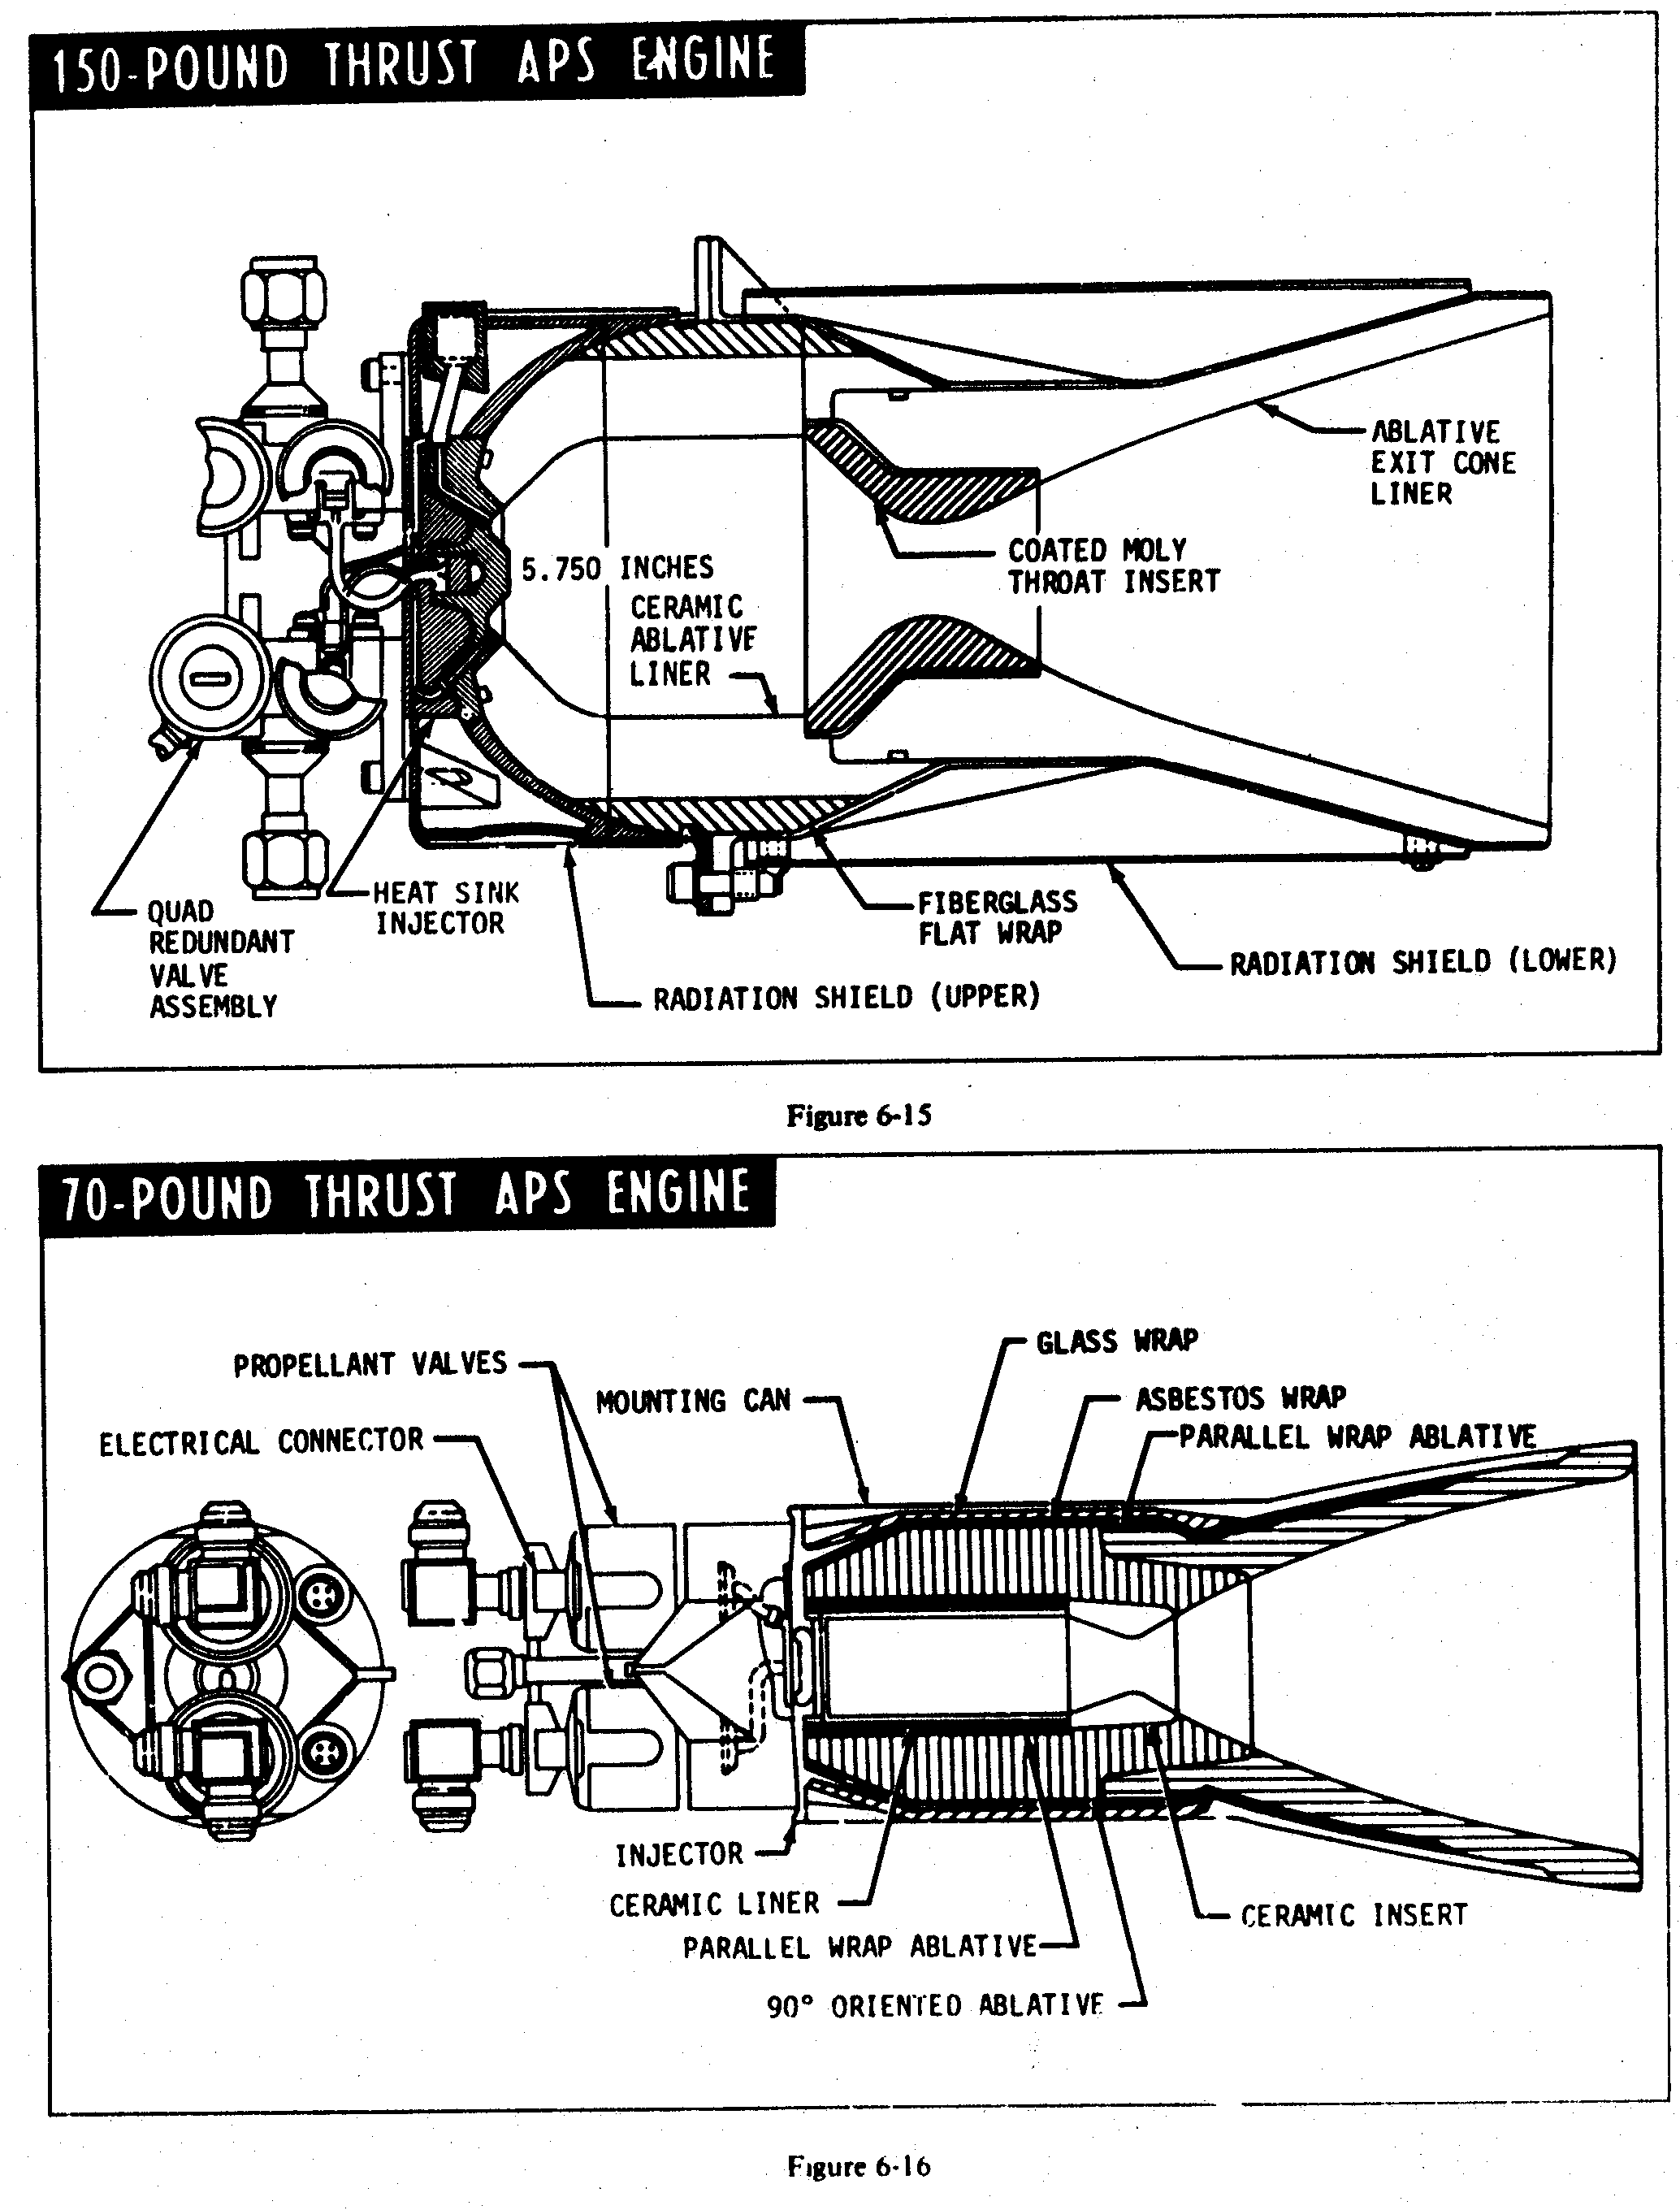 150-POUND THRUST APS ENGINE
ABLATIVE
EXIT CONE
LINER
COATED MOLY
THROAT INSERT
5.750 INCHES
CERAMIC
ABLATIVE
LINER
HEAT SINK
INJECTOR
QUAD
REDUNDANT
VALVE
ASSEMBLY
FIBERGLASS
FLAT WRAP
RADIATION SHIELD (LOWER)
RADIATION SHIELD (UPPER)
Figure 6-15
70-POUND THRUST APS ENGINE
GLASS WRAP
PROPELLANT VALVES
MOUNTING CAN
ASBESTOS WRAP
ELECTRICAL CONNECTOR
PARALLEL WRAP ABLATIVE
INJECTOR
CERAMIC LINER
CERAMIC INSERT
PARALLEL WRAP ABLATIVE
90° ORIENTED ABLATIVE
Figure 6-16